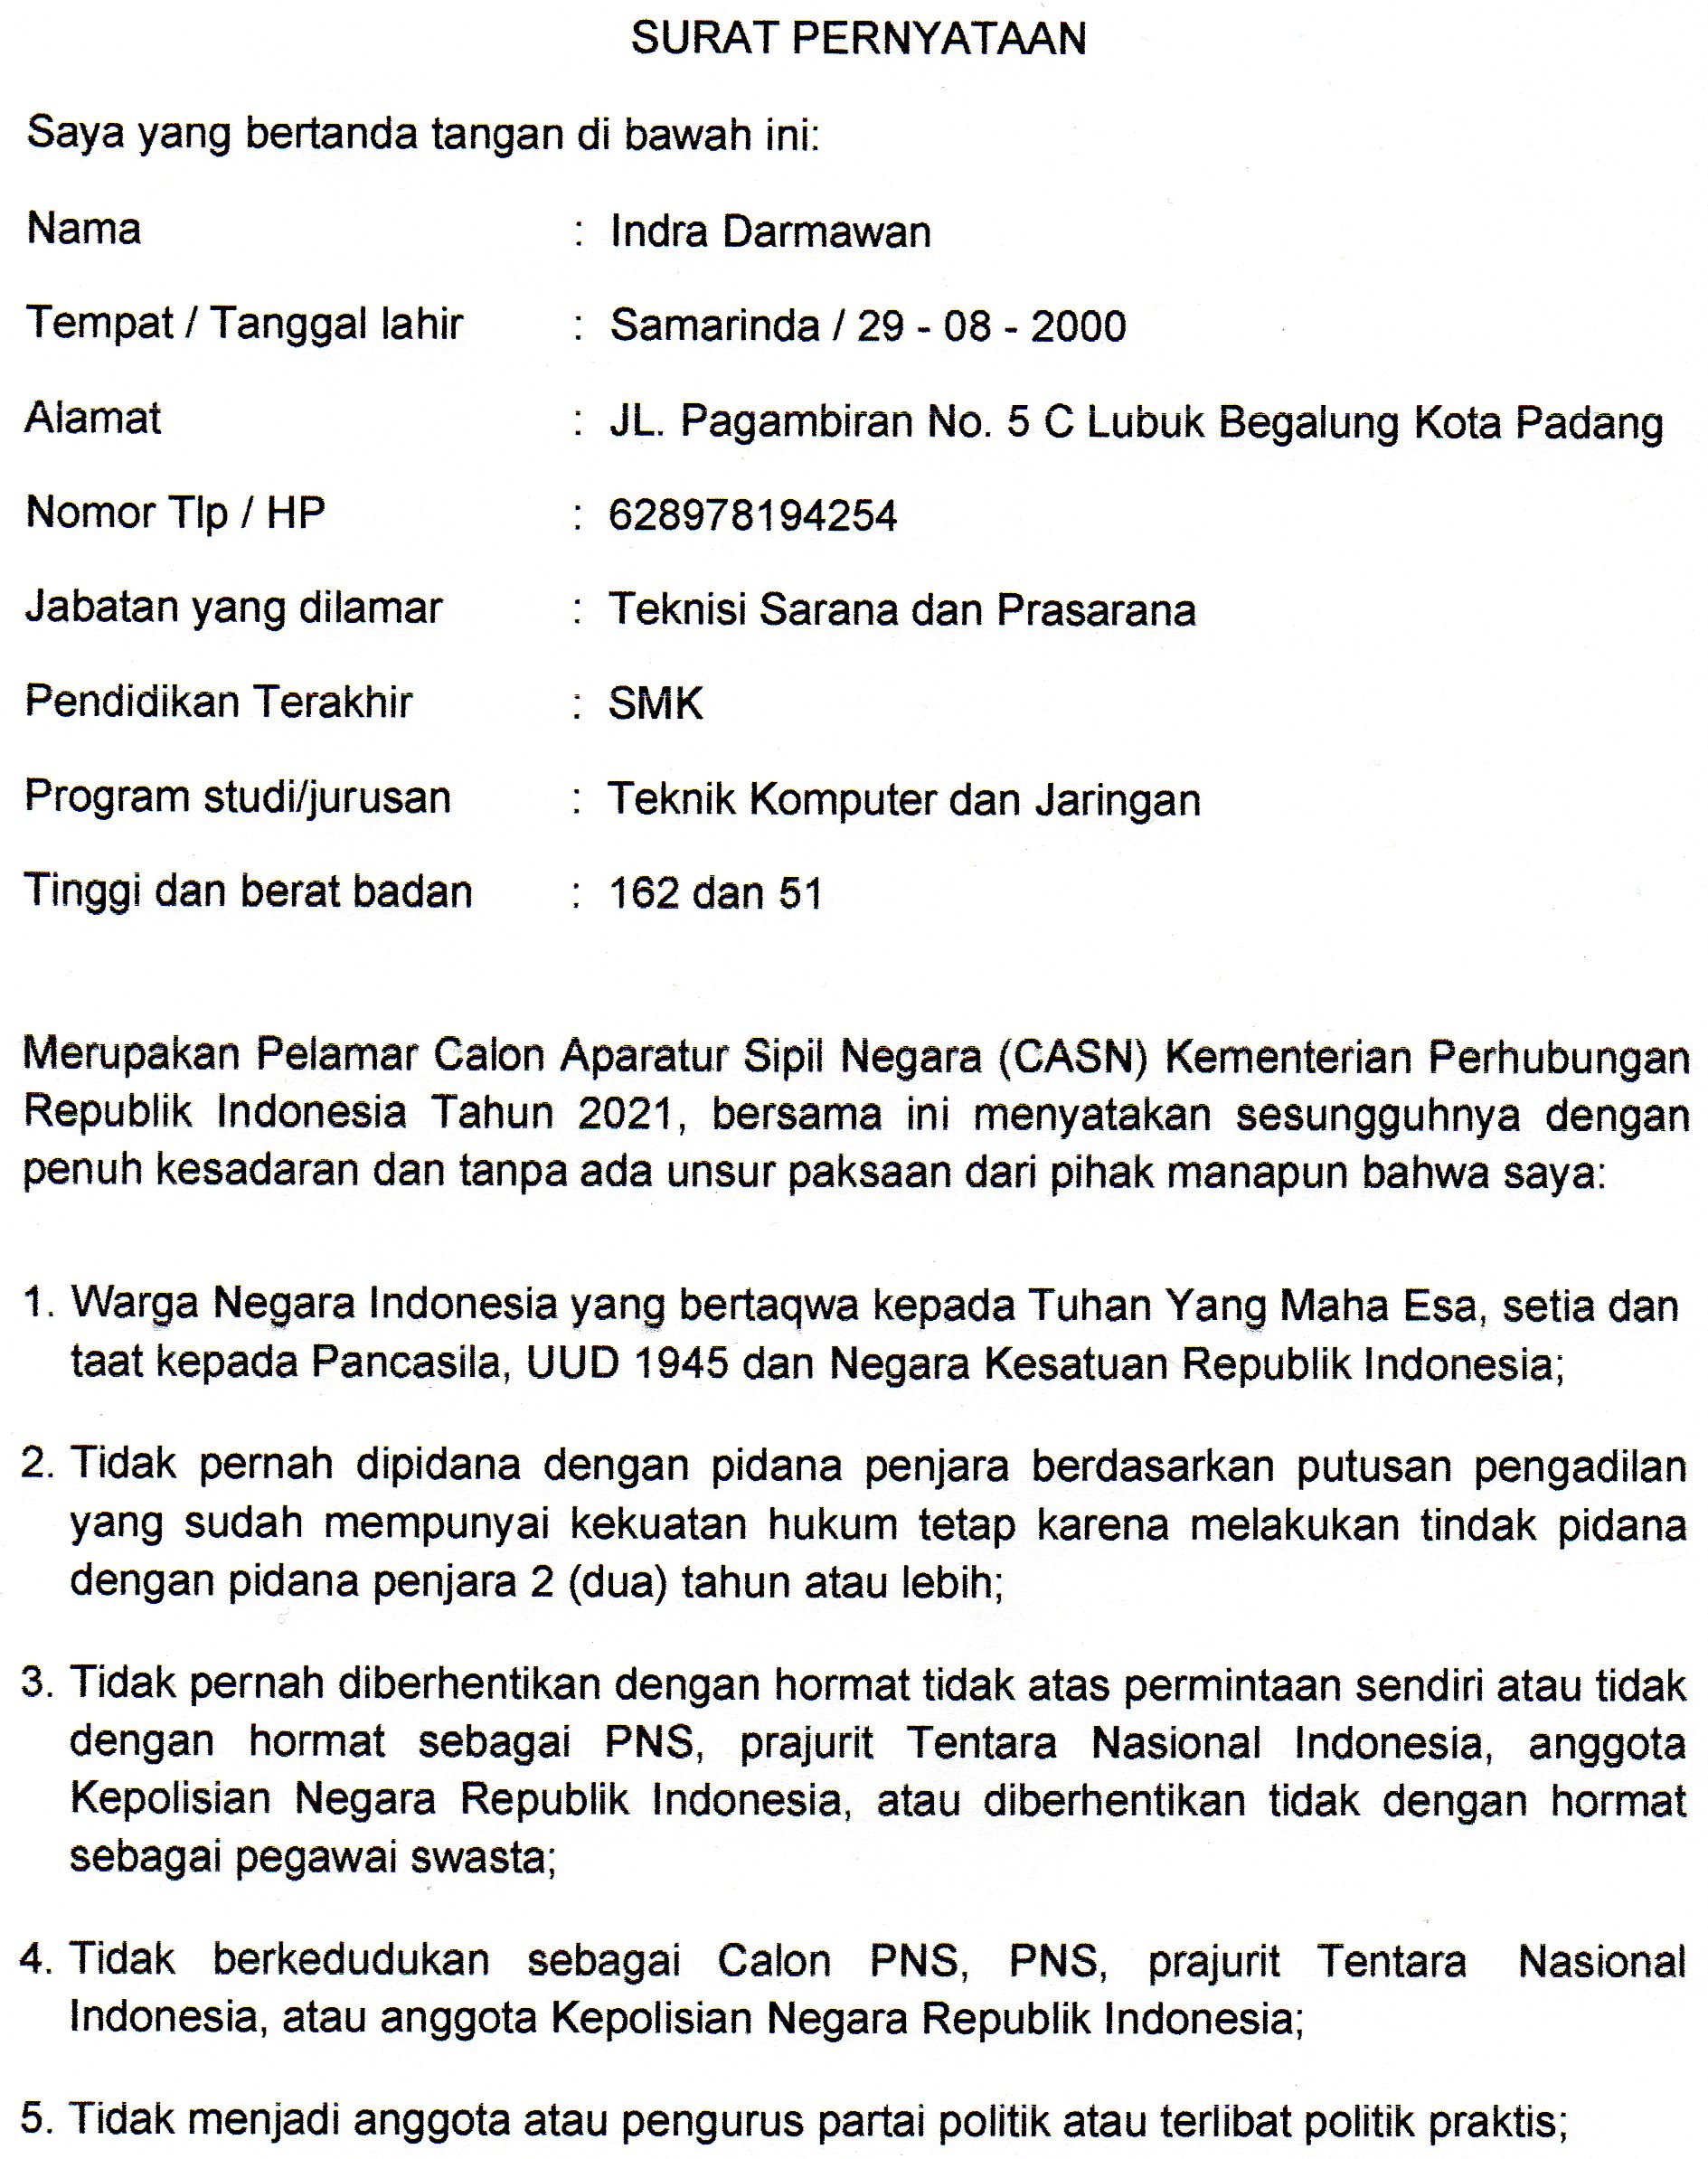 SURAT PERNYATAAN
Saya yang bertanda tangan di bawah ini:
Nama : Indra Darmawan
Tempat / Tanggal lahir : Samarinda / 29 - 08 - 2000
Alamat : JL. Pagambiran No. 5 C Lubuk Begalung Kota Padang
Nomor Tlp / HP : 628978194254
Jabatan yang dilamar : Teknisi Sarana dan Prasarana
Pendidikan Terakhir : SMK
Program studi/jurusan : Teknik Komputer dan Jaringan
Tinggi dan berat badan : 162 dan 51
Merupakan Pelamar Calon Aparatur Sipil Negara (CASN) Kementerian Perhubungan
Republik Indonesia Tahun 2021, bersama ini menyatakan sesungguhnya dengan
penuh kesadaran dan tanpa ada unsur paksaan dari pihak manapun bahwa saya:
1. Warga Negara Indonesia yang bertaqwa kepada Tuhan Yang Maha Esa, setia dan
taat kepada Pancasila, UUD 1945 dan Negara Kesatuan Republik Indonesia;
2. Tidak pernah dipidana dengan pidana penjara berdasarkan putusan pengadilan
yang sudah mempunyai kekuatan hukum tetap karena melakukan tindak pidana
dengan pidana penjara 2 (dua) tahun atau lebih;
3. Tidak pernah diberhentikan dengan hormat tidak atas permintaan sendiri atau tidak
dengan hormat sebagai PNS, prajurit Tentara Nasional Indonesia, anggota
Kepolisian Negara Republik Indonesia, atau diberhentikan tidak dengan hormat
sebagai pegawai swasta;
4. Tidak berkedudukan sebagai Calon PNS, PNS, prajurit Tentara Nasional
Indonesia, atau anggota Kepolisian Negara Republik Indonesia;
5. Tidak menjadi anggota atau pengurus partai politik atau terlibat politik praktis;